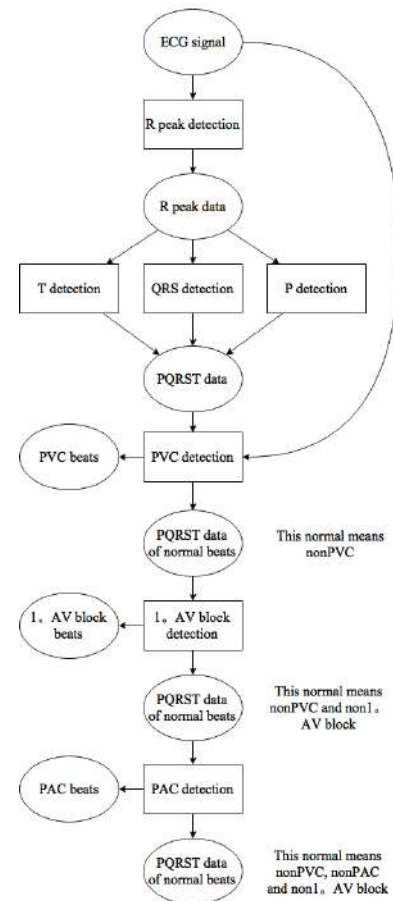 ECG signal
R peak detection
R peak data
T detection
QRS detection
P detection
PQRST data
PVC beats
PVC detection
PQRST data
of normal beats
This normal means
nonPVC
1。AV block
beats
1。AV block
detection
PQRST data
of normal beats
This normal means
nonPVC and non1。
AV block
PAC beats
PAC detection
PQRST data
of normal beats
This normal means
nonPVC, nonPAC
and non1。AV block